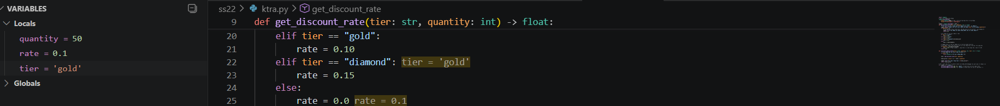 VARIABLES
Locals
quantity = 50
rate = 0.1
tier = 'gold'
Globals
ss22 > ktra.py > get_discount_rate
9 def get_discount_rate(tier: str, quantity: int) -> float:
20 elif tier == "gold":
21 rate = 0.10
22 elif tier == "diamond": tier = 'gold'
23 rate = 0.15
24 else:
25 rate = 0.0 rate = 0.1